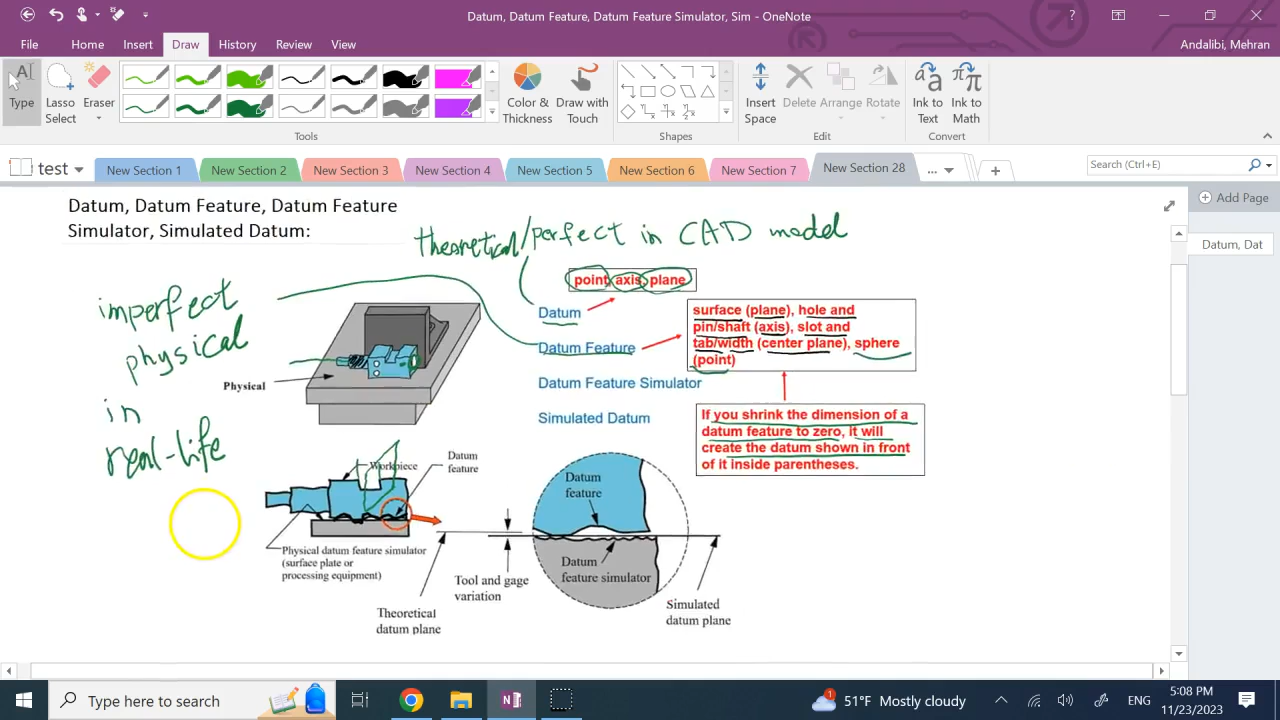 Datum, Datum Feature, Datum Feature Simulator, Sim - OneNote
Andalibi, Mehran
File Home Insert Draw History Review View
Type
Lasso
Select
Eraser
Color &
Thickness
Draw with
Touch
Insert
Space
Delete
Arrange
Rotate
Ink to
Text
Ink to
Math
Tools
Shapes
Edit
Convert
test
New Section 1
New Section 2
New Section 3
New Section 4
New Section 5
New Section 6
New Section 7
New Section 28
...
Search (Ctrl+E)
Add Page
Datum, Dat
Datum, Datum Feature, Datum Feature
Simulator, Simulated Datum:
theoretical/perfect in CAD model
point, axis, plane
imperfect
physical
in
real-life
Datum
Datum Feature
Datum Feature Simulator
Simulated Datum
surface (plane), hole and
pin/shaft (axis), slot and
tab/width (center plane), sphere
(point)
If you shrink the dimension of a
datum feature to zero, it will
create the datum shown in front
of it inside parentheses.
Physical
Workpiece
Datum
feature
Physical datum feature simulator
(surface plate or
processing equipment)
Theoretical
datum plane
Tool and gage
variation
Datum
feature
Datum
feature simulator
Simulated
datum plane
Type here to search
51°F Mostly cloudy
ENG
5:08 PM
11/23/2023